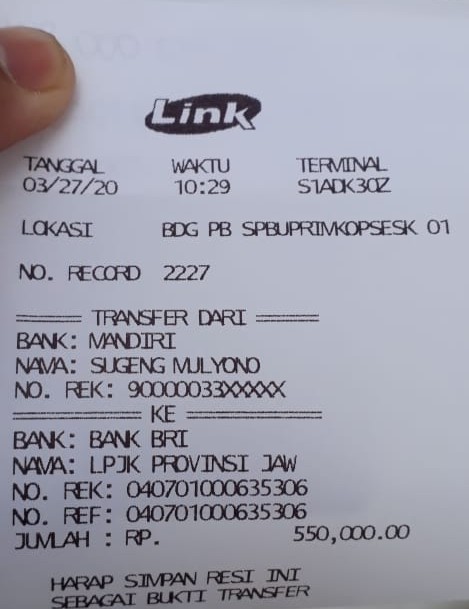 Link
TANGGAL WAKTU TERMINAL
03/27/20 10:29 S1ADK3OZ
LOKASI BDG PB SPBUPRIMKOPSESK 01
NO. RECORD 2227
====== TRANSFER DARI ======
BANK: MANDIRI
NAMA: SUGENG MULYONO
NO. REK: 90000033XXXXX
============ KE ============
BANK: BANK BRI
NAMA: LPJK PROVINSI JAW
NO. REK: 040701000635306
NO. REF: 040701000635306
JUMLAH : RP. 550,000.00
HARAP SIMPAN RESI INI
SEBAGAI BUKTI TRANSFER